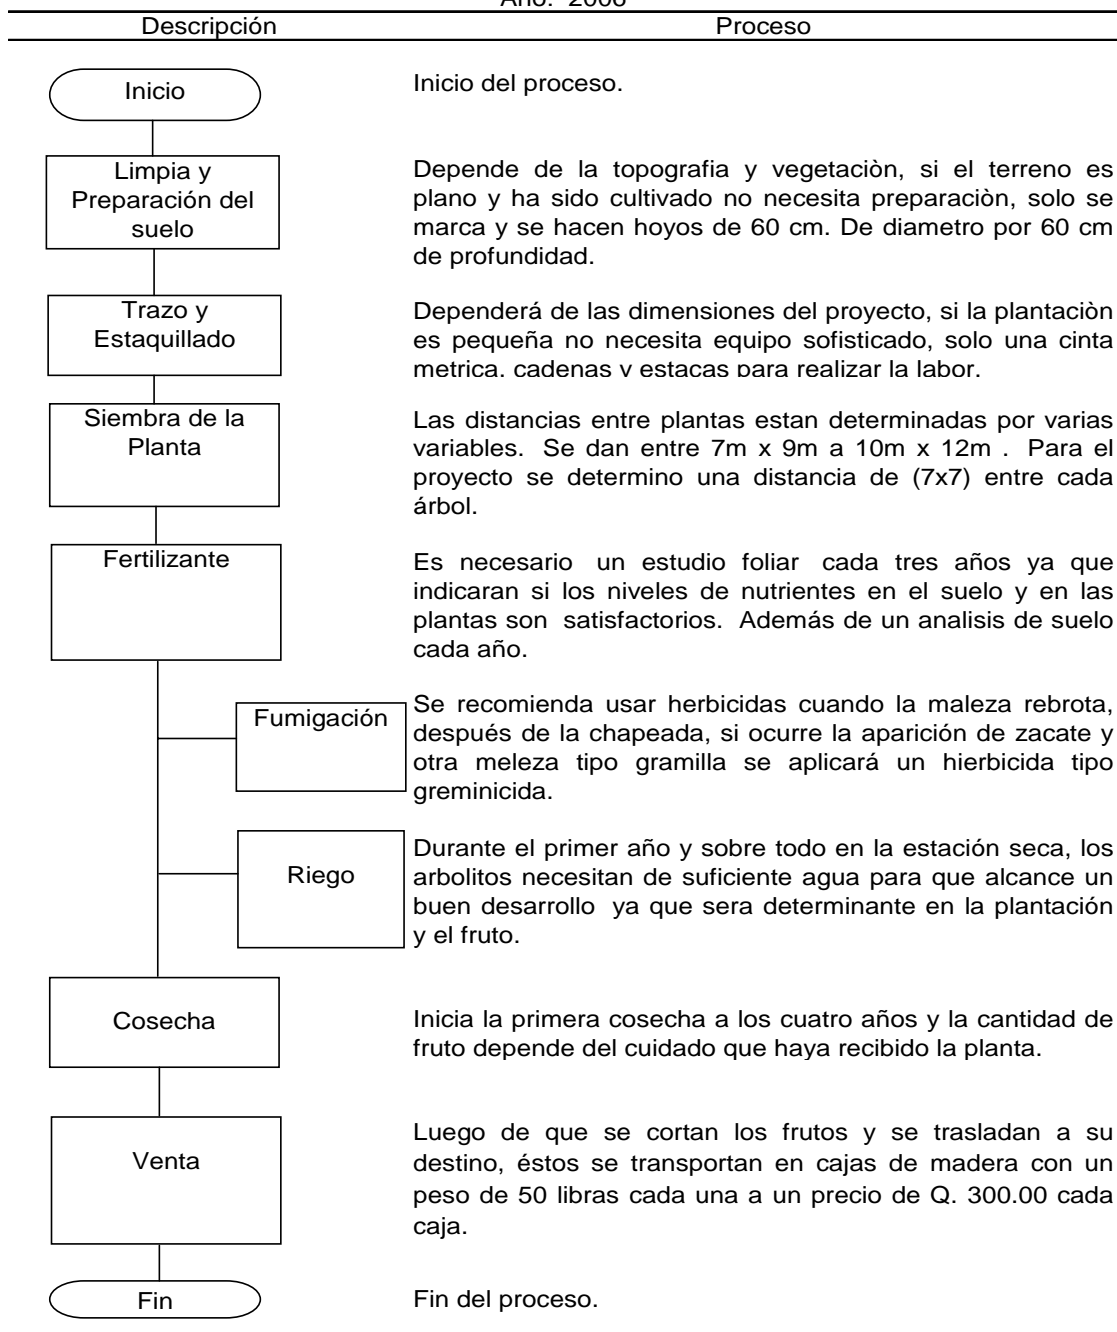 Año: 2008
Descripción Proceso
Inicio
Inicio del proceso.
Limpia y
Preparación del
suelo
Depende de la topografia y vegetaciòn, si el terreno es
plano y ha sido cultivado no necesita preparaciòn, solo se
marca y se hacen hoyos de 60 cm. De diametro por 60 cm
de profundidad.
Trazo y
Estaquillado
Dependerá de las dimensiones del proyecto, si la plantaciòn
es pequeña no necesita equipo sofisticado, solo una cinta
metrica, cadenas y estacas para realizar la labor.
Siembra de la
Planta
Las distancias entre plantas estan determinadas por varias
variables. Se dan entre 7m x 9m a 10m x 12m . Para el
proyecto se determino una distancia de (7x7) entre cada
árbol.
Fertilizante
Es necesario un estudio foliar cada tres años ya que
indicaran si los niveles de nutrientes en el suelo y en las
plantas son satisfactorios. Además de un analisis de suelo
cada año.
Fumigación
Se recomienda usar herbicidas cuando la maleza rebrota,
después de la chapeada, si ocurre la aparición de zacate y
otra meleza tipo gramilla se aplicará un hierbicida tipo
greminicida.
Riego
Durante el primer año y sobre todo en la estación seca, los
arbolitos necesitan de suficiente agua para que alcance un
buen desarrollo ya que sera determinante en la plantación
y el fruto.
Cosecha
Inicia la primera cosecha a los cuatro años y la cantidad de
fruto depende del cuidado que haya recibido la planta.
Venta
Luego de que se cortan los frutos y se trasladan a su
destino, éstos se transportan en cajas de madera con un
peso de 50 libras cada una a un precio de Q. 300.00 cada
caja.
Fin
Fin del proceso.